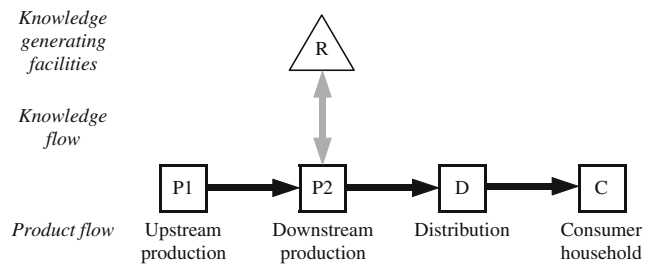 Knowledge
generating
facilities
R
Knowledge
flow
P1
P2
D
C
Product flow
Upstream
production
Downstream
production
Distribution
Consumer
household